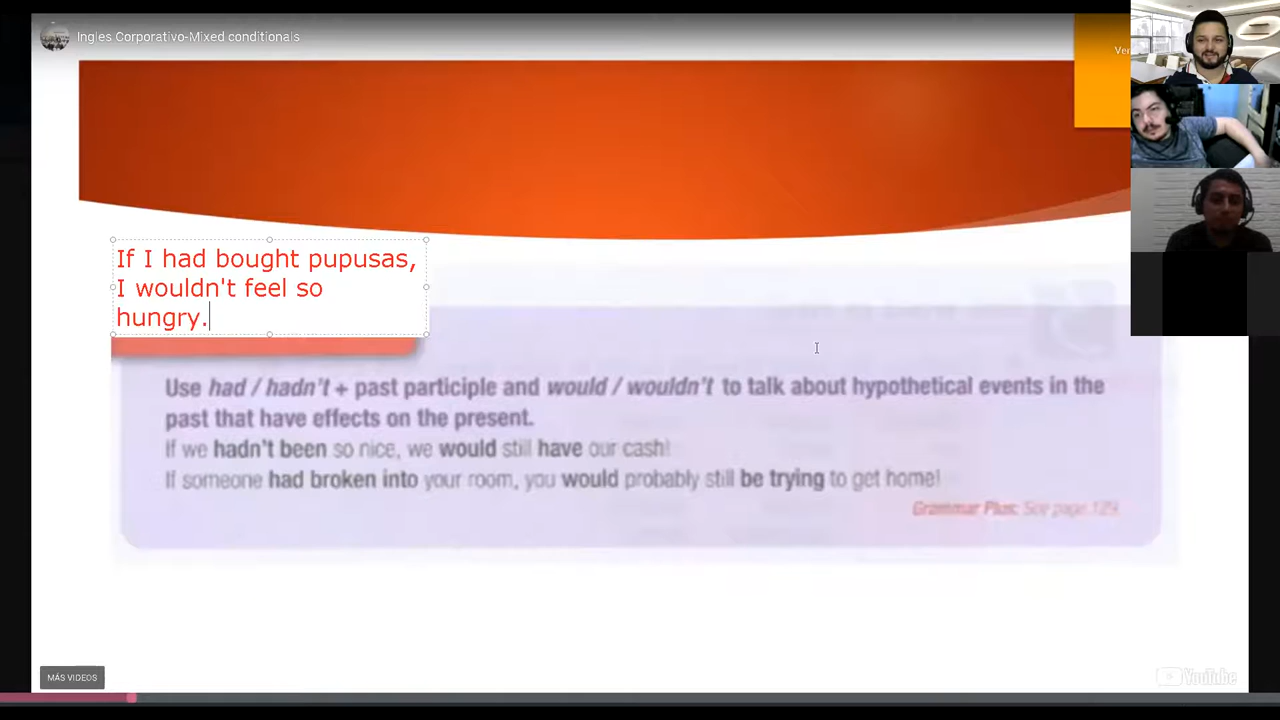 Ingles Corporativo-Mixed conditionals
Ver
If I had bought pupusas,
I wouldn't feel so
hungry.
Use had / hadn't + past participle and would / wouldn't to talk about hypothetical events in the
past that have effects on the present.
If we hadn't been so nice, we would still have our cash!
If someone had broken into your room, you would probably still be trying to get home!
Grammar Plus: See page 129
MÁS VIDEOS
YouTube